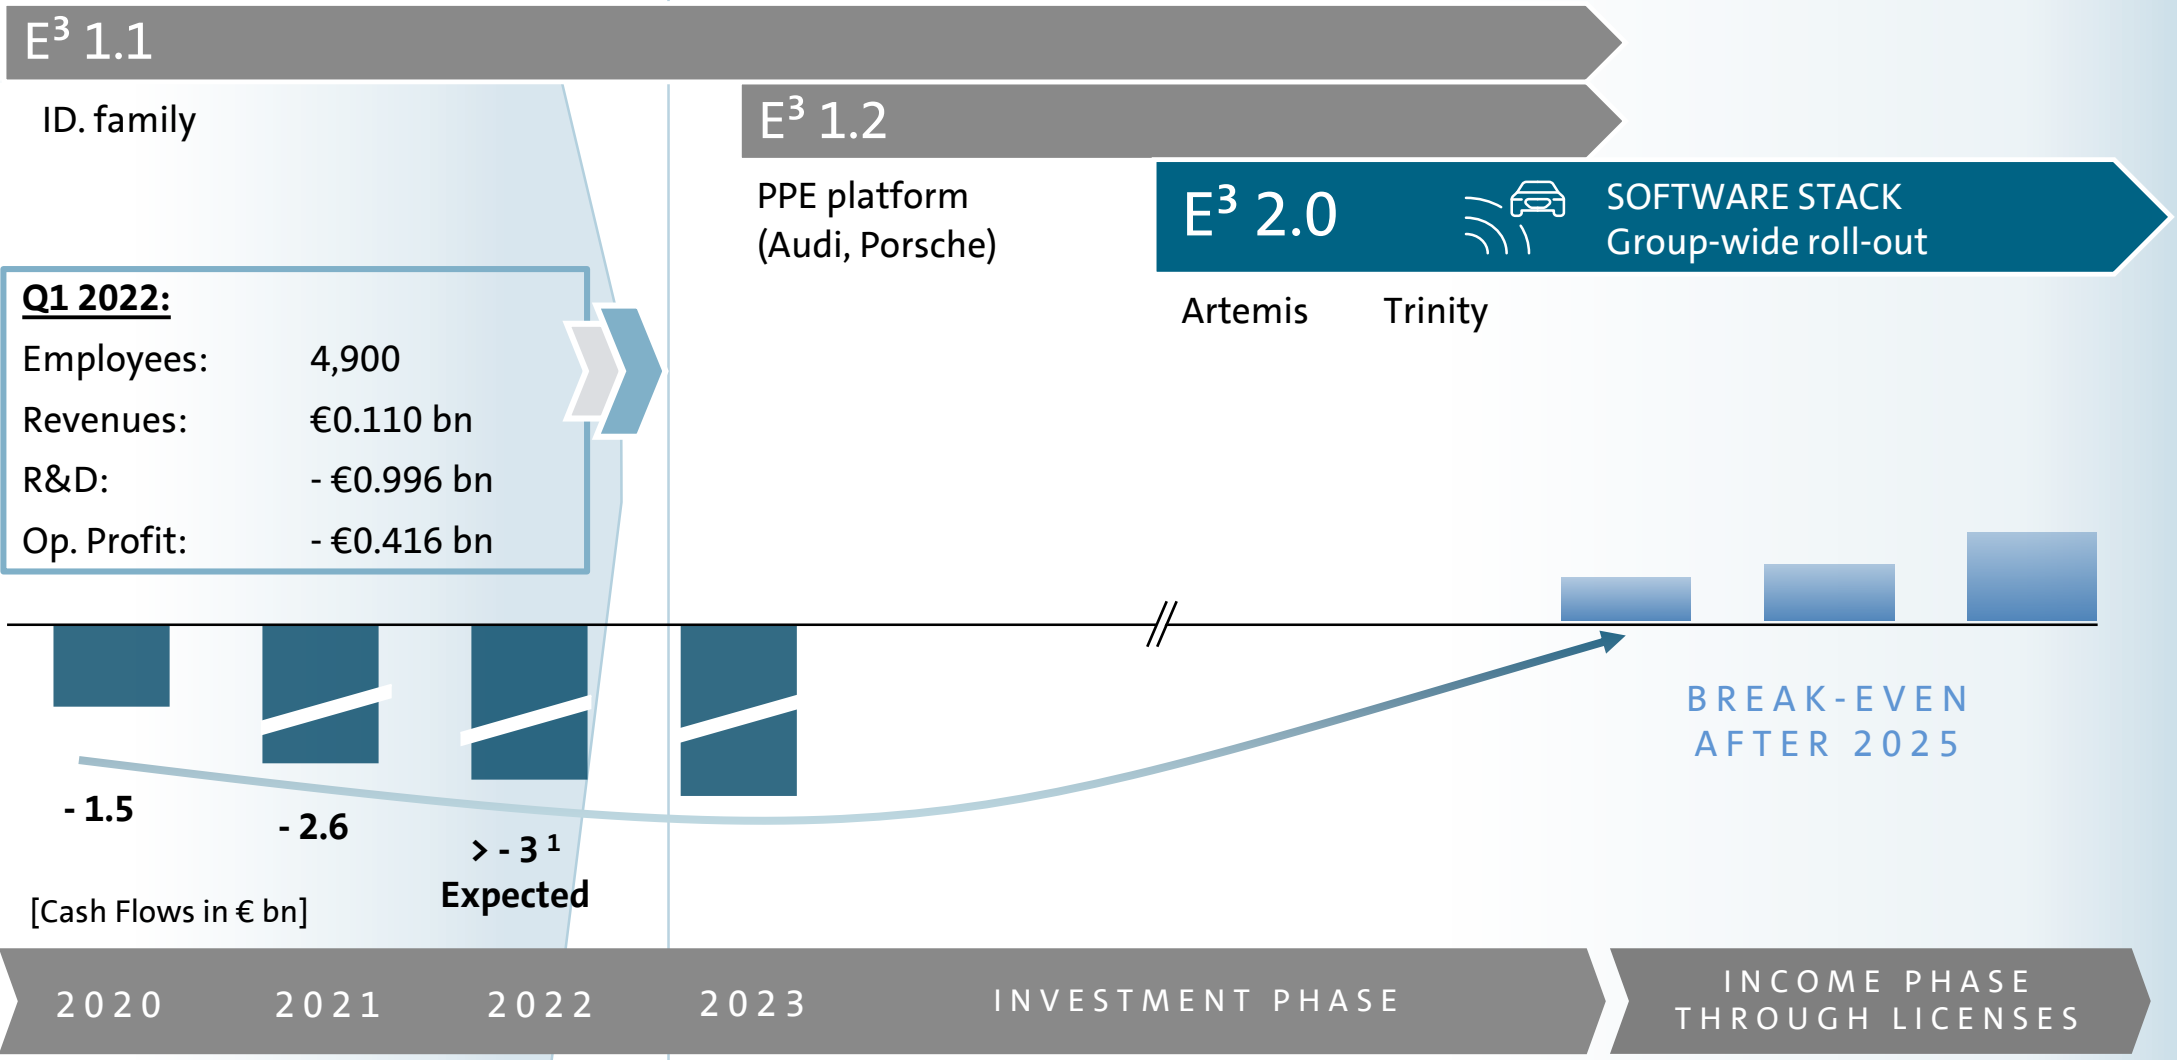 E³ 1.1
ID. family
E³ 1.2
PPE platform
(Audi, Porsche)
E³ 2.0
SOFTWARE STACK
Group-wide roll-out
Artemis
Trinity
Q1 2022:
Employees: 4,900
Revenues: €0.110 bn
R&D: - €0.996 bn
Op. Profit: - €0.416 bn
- 1.5
- 2.6
> - 3 ¹
Expected
[Cash Flows in € bn]
BREAK-EVEN
AFTER 2025
2020
2021
2022
2023
INVESTMENT PHASE
INCOME PHASE
THROUGH LICENSES